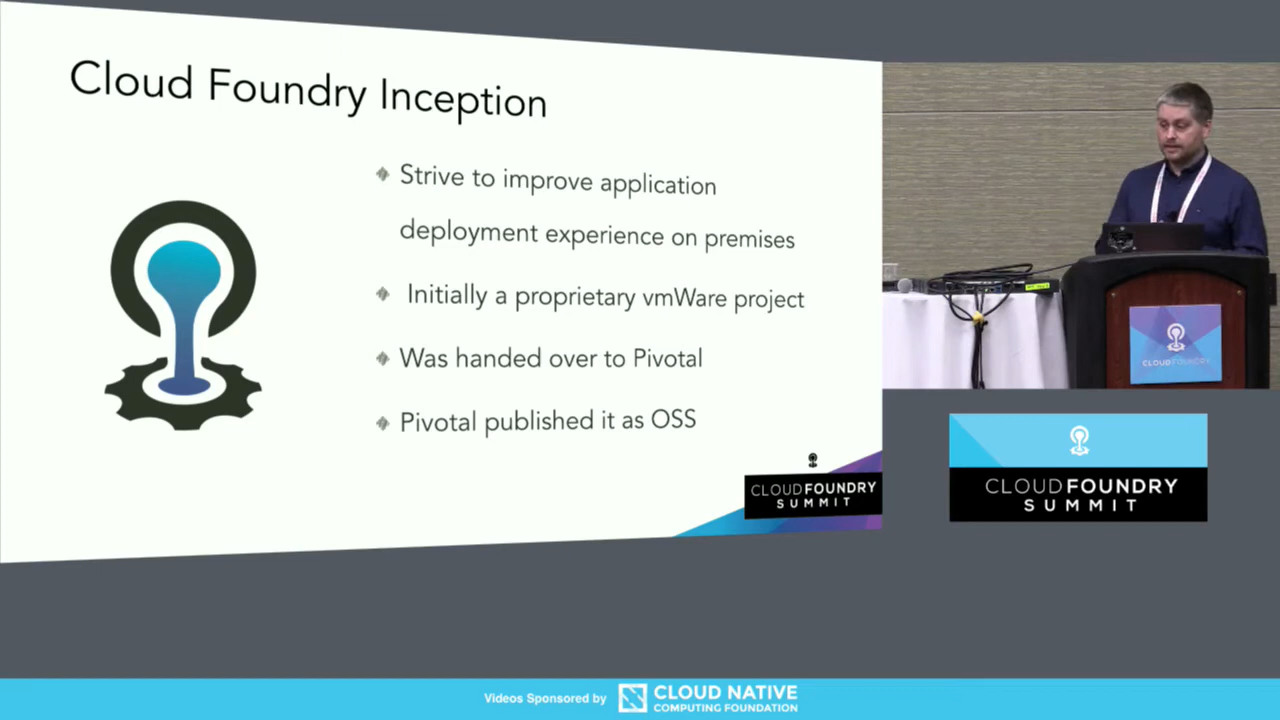 Cloud Foundry Inception
Strive to improve application
deployment experience on premises
Initially a proprietary vmWare project
Was handed over to Pivotal
Pivotal published it as OSS
CLOUDFOUNDRY
SUMMIT
CLOUDFOUNDRY
CLOUDFOUNDRY
SUMMIT
Videos Sponsored by
CLOUD NATIVE
COMPUTING FOUNDATION